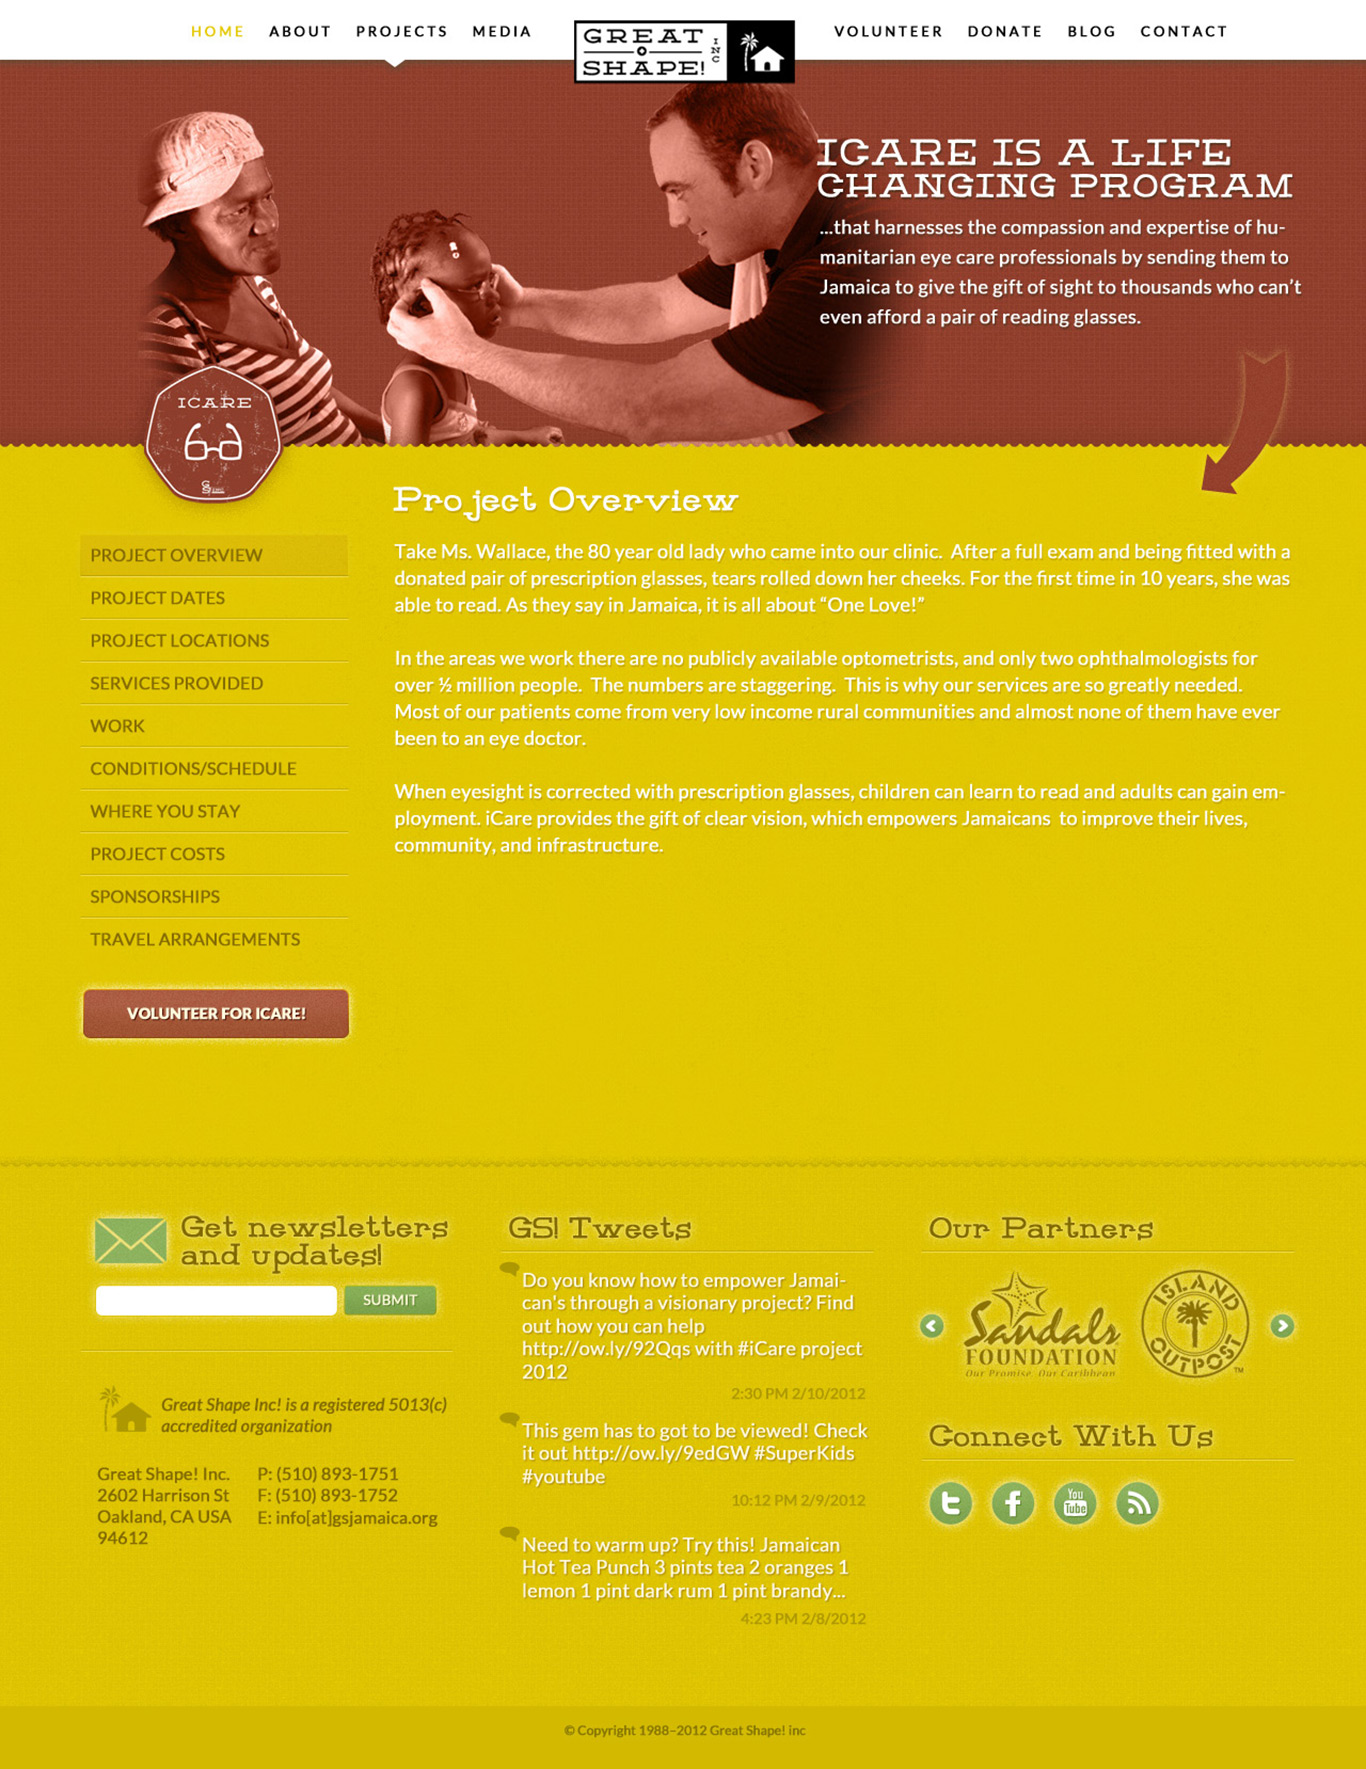 HOME ABOUT PROJECTS MEDIA
GREAT
SHAPE!
INC
VOLUNTEER DONATE BLOG CONTACT
ICARE IS A LIFE
CHANGING PROGRAM
...that harnesses the compassion and expertise of hu-
manitarian eye care professionals by sending them to
Jamaica to give the gift of sight to thousands who can't
even afford a pair of reading glasses.
ICARE
Project Overview
Take Ms. Wallace, the 80 year old lady who came into our clinic.  After a full exam and being fitted with a
donated pair of prescription glasses, tears rolled down her cheeks. For the first time in 10 years, she was
able to read. As they say in Jamaica, it is all about “One Love!”
In the areas we work there are no publicly available optometrists, and only two ophthalmologists for
over ½ million people.  The numbers are staggering.  This is why our services are so greatly needed.
Most of our patients come from very low income rural communities and almost none of them have ever
been to an eye doctor.
When eyesight is corrected with prescription glasses, children can learn to read and adults can gain em-
ployment. iCare provides the gift of clear vision, which empowers Jamaicans  to improve their lives,
community, and infrastructure.
PROJECT OVERVIEW
PROJECT DATES
PROJECT LOCATIONS
SERVICES PROVIDED
WORK
CONDITIONS/SCHEDULE
WHERE YOU STAY
PROJECT COSTS
SPONSORSHIPS
TRAVEL ARRANGEMENTS
VOLUNTEER FOR ICARE!
Get newsletters
and updates!
SUBMIT
Great Shape Inc! is a registered 5013(c)
accredited organization
Great Shape! Inc.
2602 Harrison St
Oakland, CA USA
94612
P: (510) 893-1751
F: (510) 893-1752
E: info[at]gsjamaica.org
GS! Tweets
Do you know how to empower Jamai-
can's through a visionary project? Find
out how you can help
http://ow.ly/92Qqs with #iCare project
2012
2:30 PM 2/10/2012
This gem has to got to be viewed! Check
it out http://ow.ly/9edGW #SuperKids
#youtube
10:12 PM 2/9/2012
Need to warm up? Try this! Jamaican
Hot Tea Punch 3 pints tea 2 oranges 1
lemon 1 pint dark rum 1 pint brandy...
4:23 PM 2/8/2012
Our Partners
Sandals
FOUNDATION
Our Promise. Our Caribbean
ISLAND
OUTPOST
TM
Connect With Us
You
Tube
© Copyright 1988–2012 Great Shape! inc